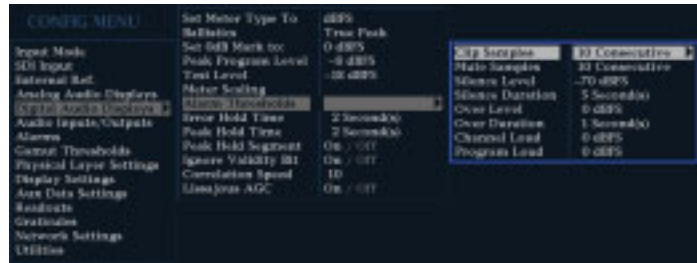 CONFIG MENU
Input Mode
SDI Input
External Ref.
Analog Audio Displays
Digital Audio Displays
Audio Inputs/Outputs
Alarms
Gamut Thresholds
Physical Layer Settings
Display Settings
Aux Data Settings
Readouts
Graticules
Network Settings
Utilities
Set Meter Type To dBFS
Ballistics True Peak
Set 0dB Mark to: 0 dBFS
Peak Program Level -8 dBFS
Test Level -18 dBFS
Meter Scaling
Alarm Thresholds
Error Hold Time 2 Second(s)
Peak Hold Time 2 Second(s)
Peak Hold Segment On / Off
Ignore Validity Bit On / Off
Correlation Speed 10
Lissajous AGC On / Off
Clip Samples 10 Consecutive
Mute Samples 10 Consecutive
Silence Level -70 dBFS
Silence Duration 5 Second(s)
Over Level 0 dBFS
Over Duration 1 Second(s)
Channel Loud 0 dBFS
Program Loud 0 dBFS